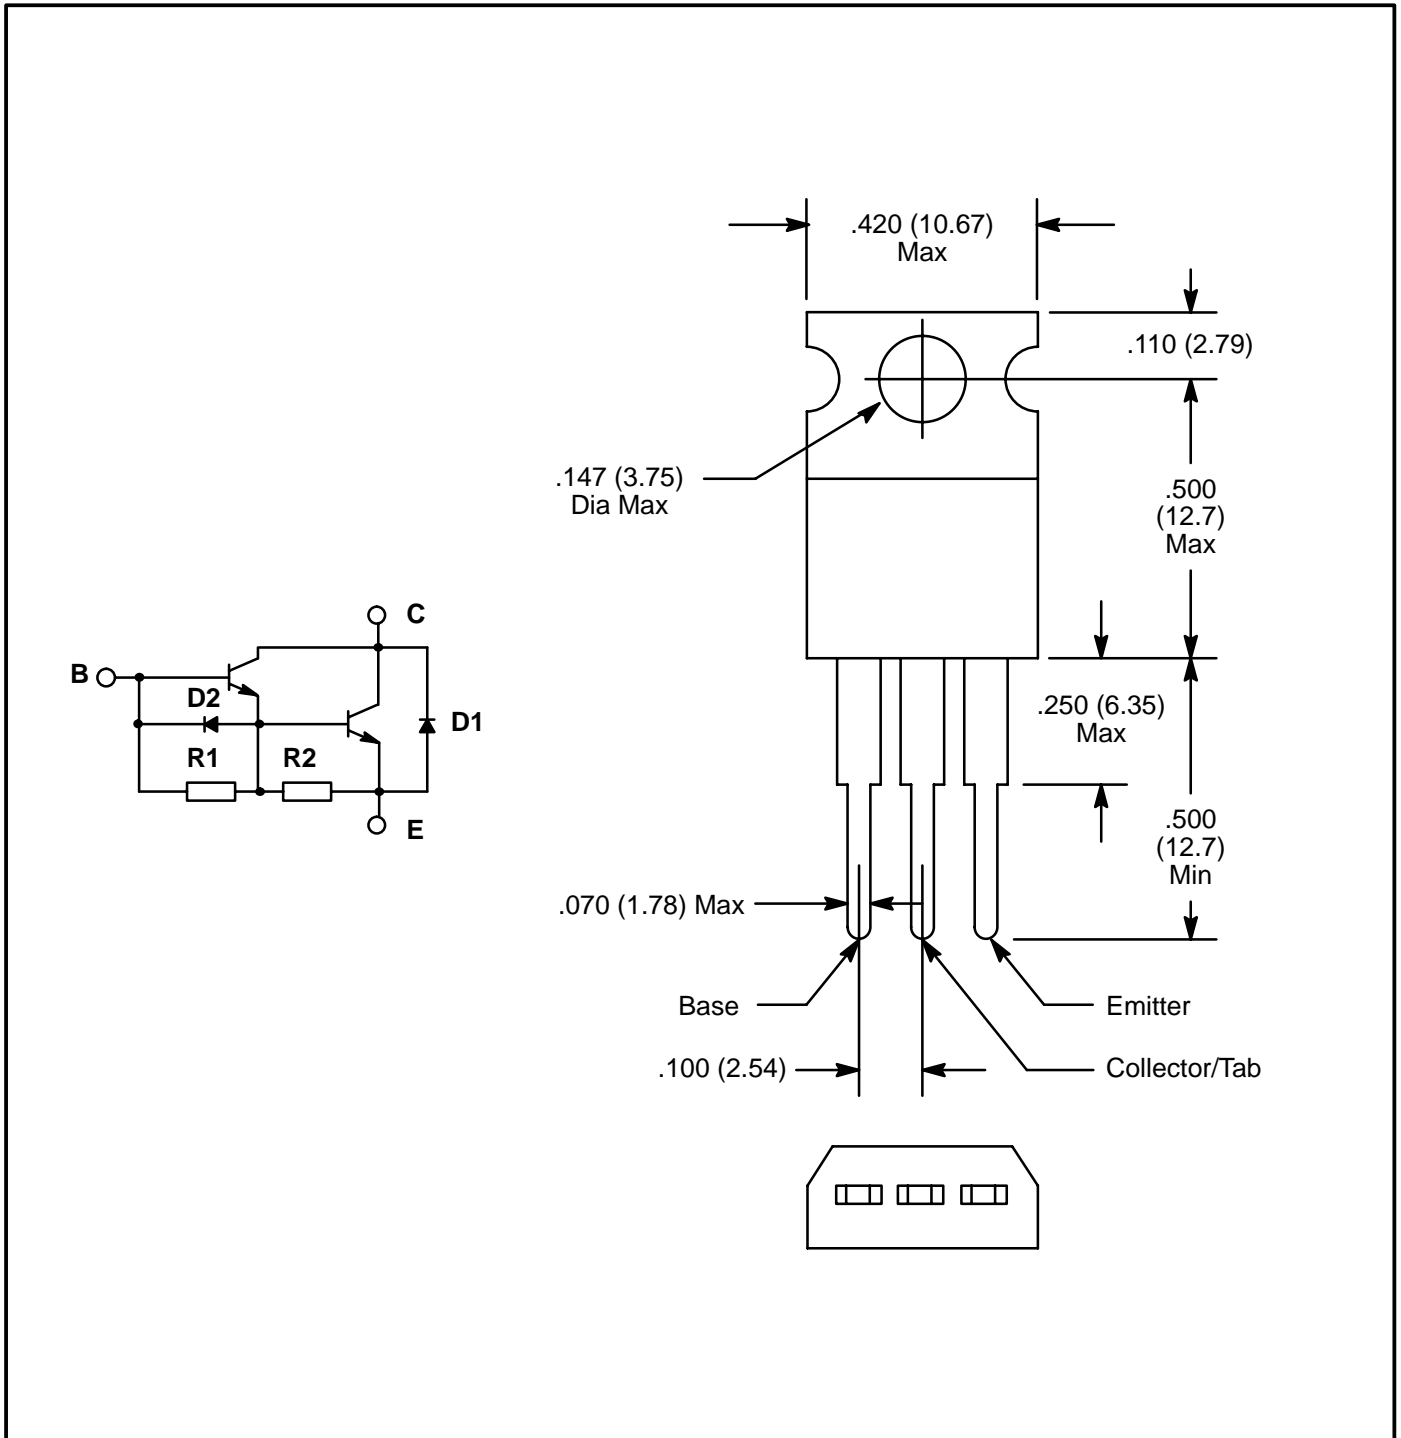 .420 (10.67)
Max
.110 (2.79)
.147 (3.75)
Dia Max
.500
(12.7)
Max
C
B
D2
D1
R1
R2
E
.250 (6.35)
Max
.500
(12.7)
Min
.070 (1.78) Max
Base
Emitter
.100 (2.54)
Collector/Tab